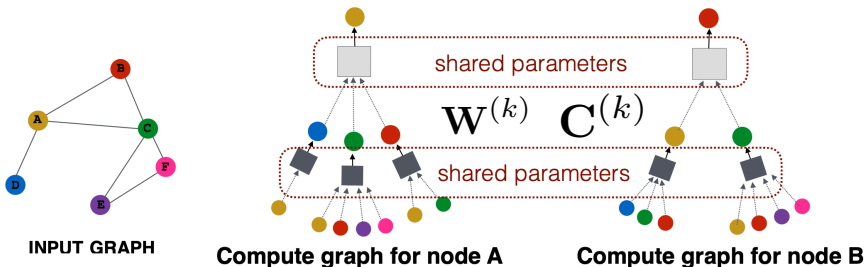 B
A
C
F
D
E
INPUT GRAPH
shared parameters
W^(k) C^(k)
shared parameters
Compute graph for node A
Compute graph for node B